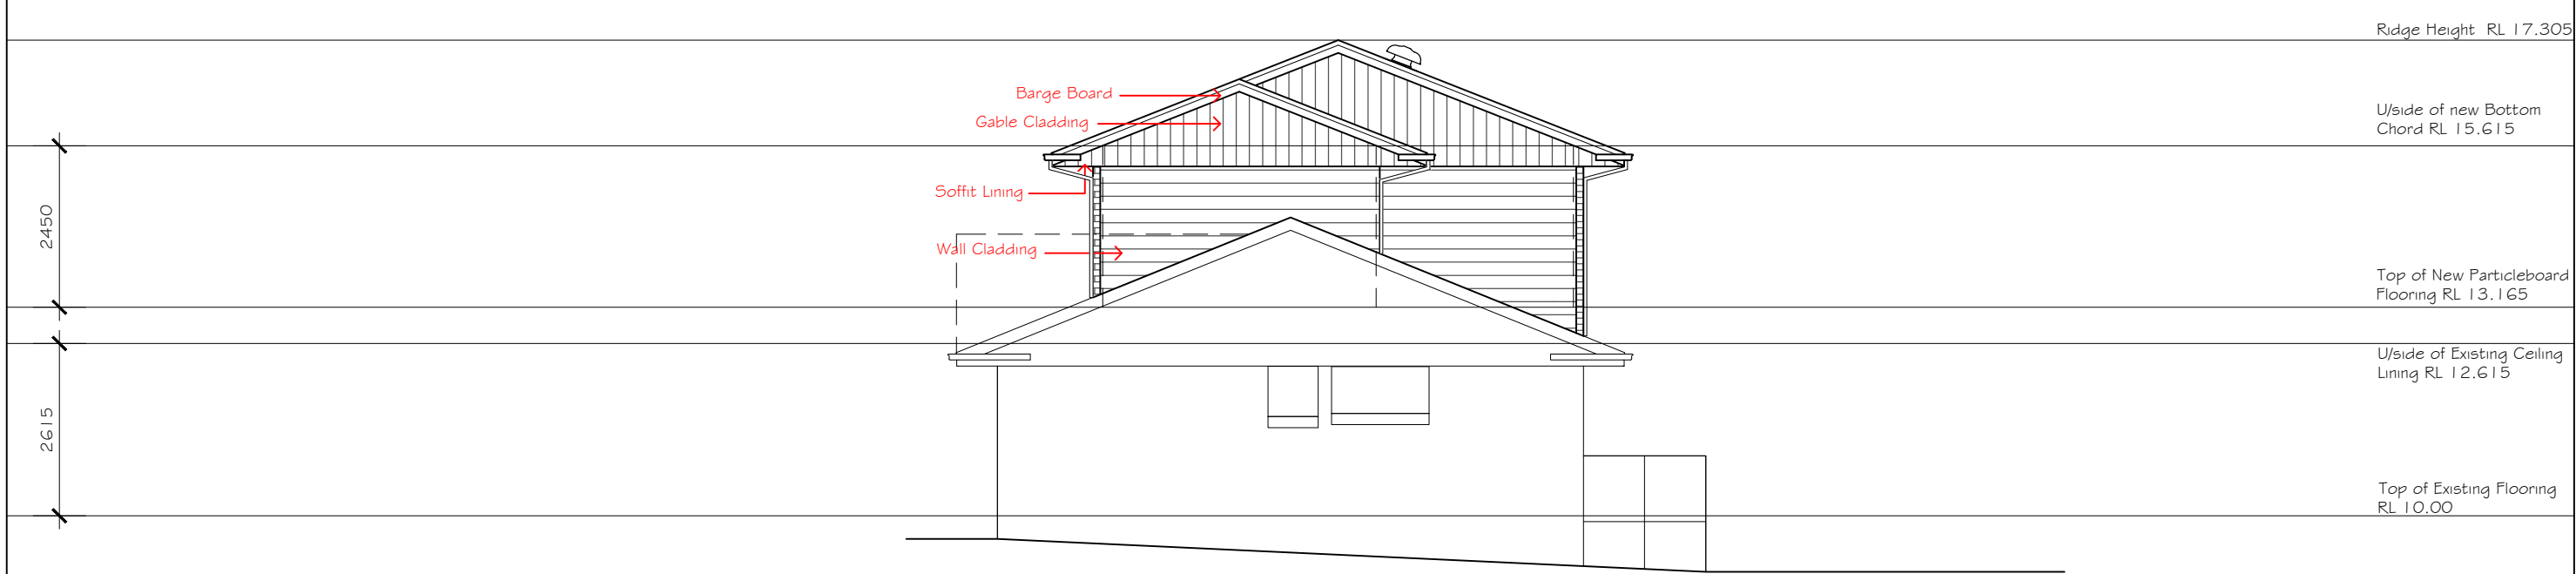 Ridge Height RL 17.305
Barge Board
Gable Cladding
U/side of new Bottom
Chord RL 15.615
Soffit Lining
2450
Wall Cladding
Top of New Particleboard
Flooring RL 13.165
U/side of Existing Ceiling
Lining RL 12.615
2615
Top of Existing Flooring
RL 10.00